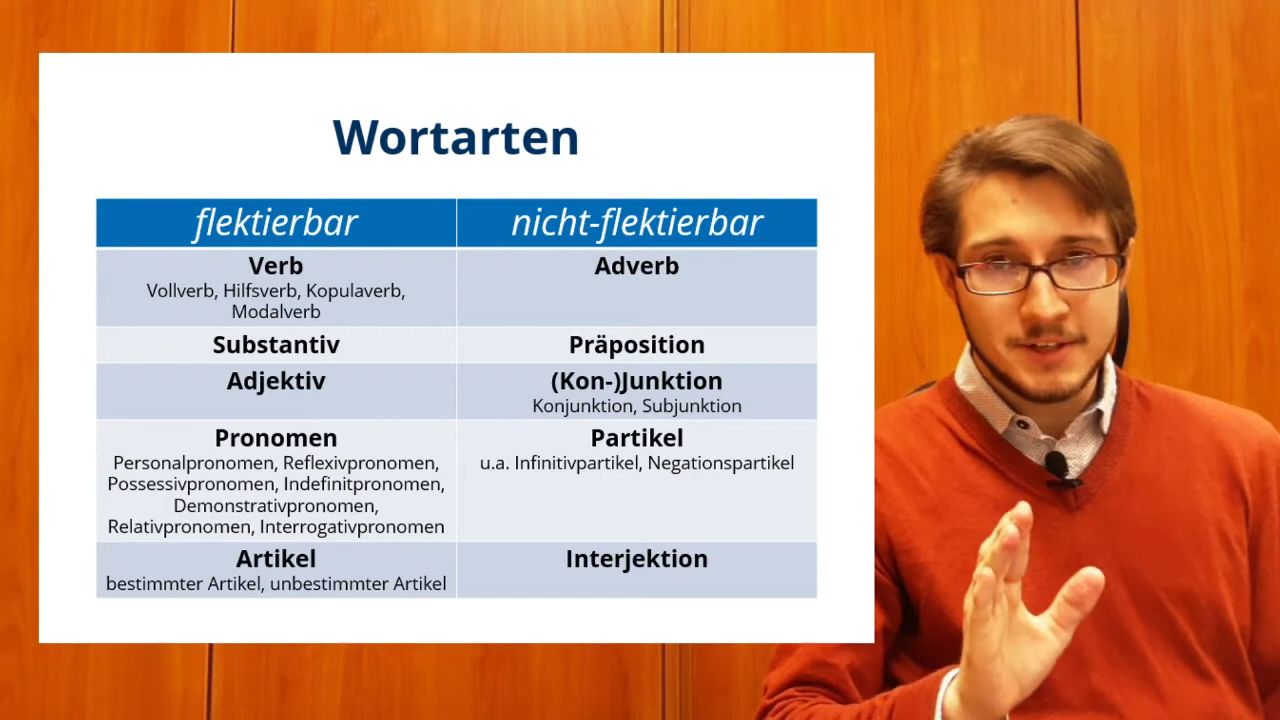 Wortarten
flektierbar
nicht-flektierbar
Verb
Vollverb, Hilfsverb, Kopulaverb,
Modalverb
Adverb
Substantiv
Präposition
Adjektiv
(Kon-)Junktion
Konjunktion, Subjunktion
Pronomen
Personalpronomen, Reflexivpronomen,
Possessivpronomen, Indefinitpronomen,
Demonstrativpronomen,
Relativpronomen, Interrogativpronomen
Partikel
u.a. Infinitivpartikel, Negationspartikel
Artikel
bestimmter Artikel, unbestimmter Artikel
Interjektion